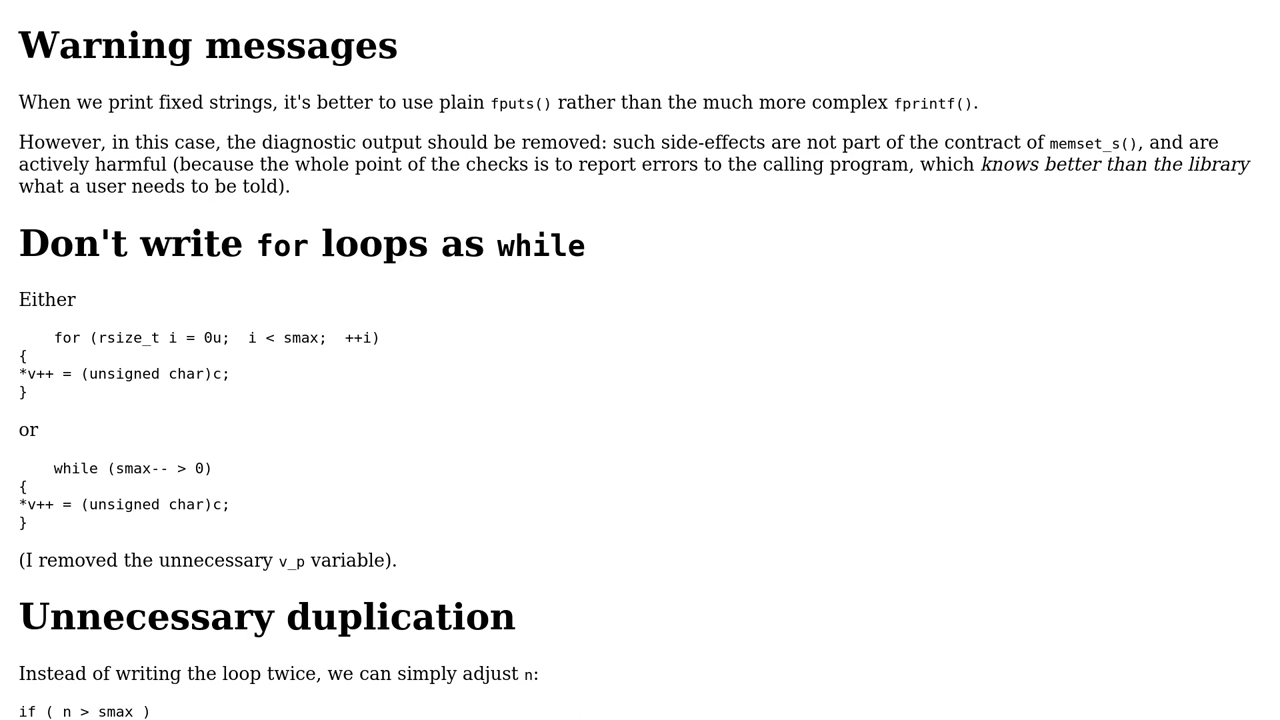 Warning messages
When we print fixed strings, it's better to use plain fputs() rather than the much more complex fprintf().
However, in this case, the diagnostic output should be removed: such side-effects are not part of the contract of memset_s(), and are
actively harmful (because the whole point of the checks is to report errors to the calling program, which knows better than the library
what a user needs to be told).
Don't write for loops as while
Either
    for (rsize_t i = 0u;  i < smax;  ++i)
{
*v++ = (unsigned char)c;
}
or
    while (smax-- > 0)
{
*v++ = (unsigned char)c;
}
(I removed the unnecessary v_p variable).
Unnecessary duplication
Instead of writing the loop twice, we can simply adjust n:
if ( n > smax )